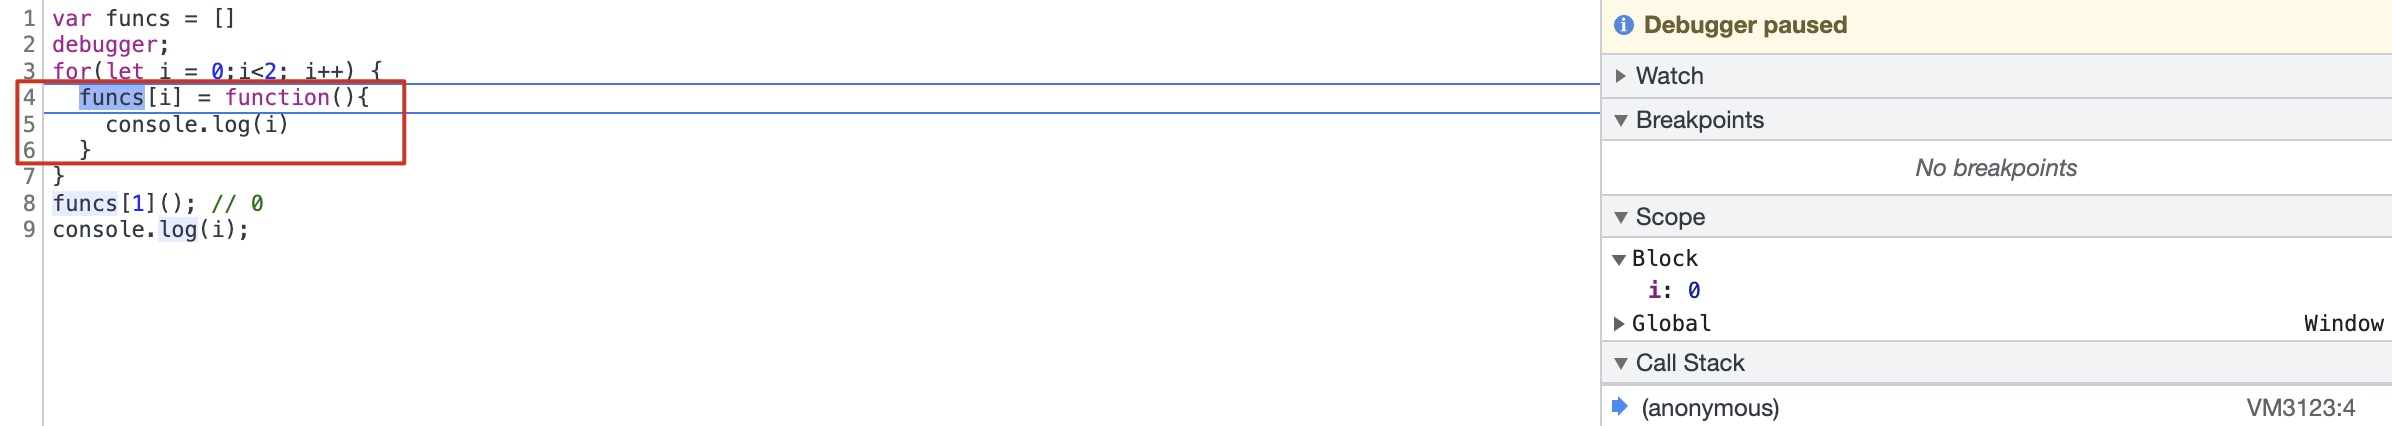 1 var funcs = []
2 debugger;
3 for(let i = 0;i<2; i++) {
4   funcs[i] = function(){
5     console.log(i)
6   }
7 }
8 funcs[1](); // 0
9 console.log(i);
Debugger paused
Watch
Breakpoints
No breakpoints
Scope
Block
i: 0
Global Window
Call Stack
(anonymous) VM3123:4